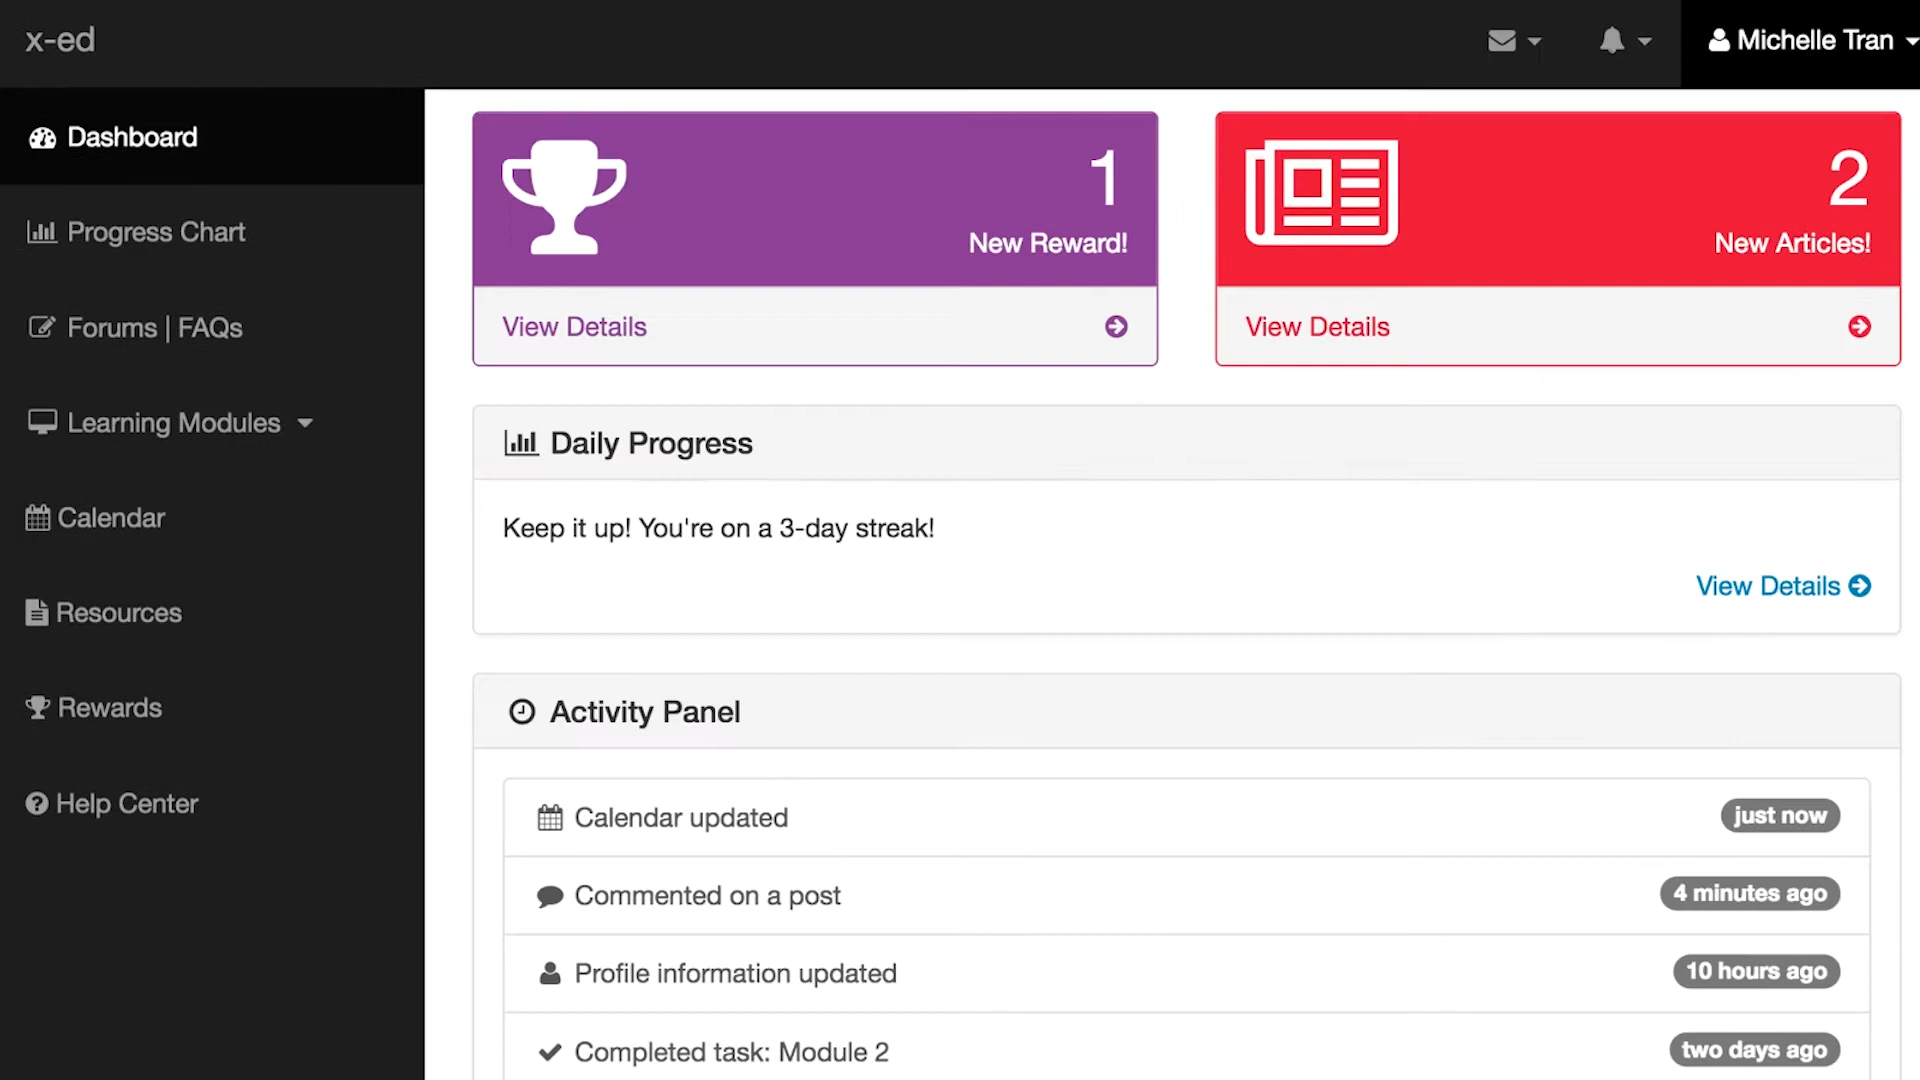 x-ed
Michelle Tran
Dashboard
Progress Chart
Forums | FAQs
Learning Modules
Calendar
Resources
Rewards
Help Center
1
New Reward!
View Details
2
New Articles!
View Details
Daily Progress
Keep it up! You're on a 3-day streak!
View Details
Activity Panel
Calendar updated just now
Commented on a post 4 minutes ago
Profile information updated 10 hours ago
Completed task: Module 2 two days ago